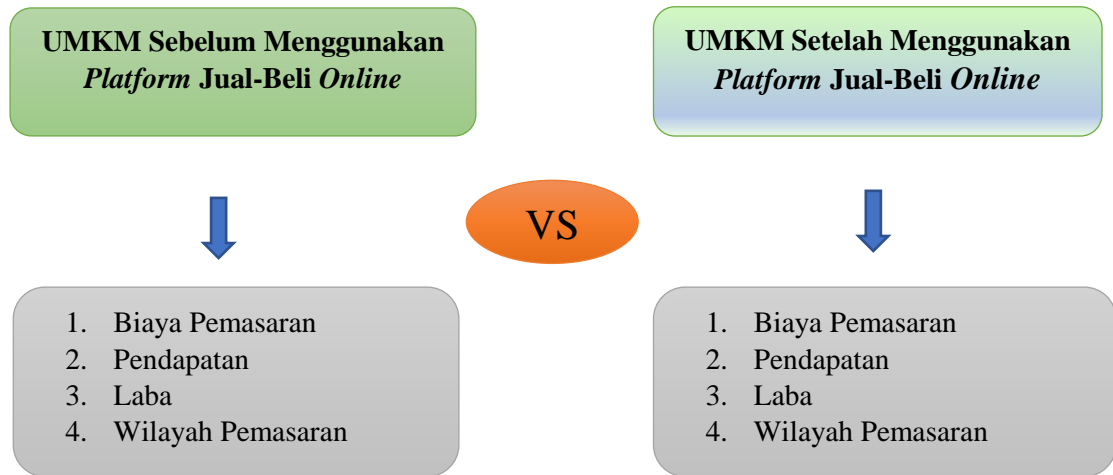 UMKM Sebelum Menggunakan
Platform Jual-Beli Online
UMKM Setelah Menggunakan
Platform Jual-Beli Online
VS
1. Biaya Pemasaran
2. Pendapatan
3. Laba
4. Wilayah Pemasaran
1. Biaya Pemasaran
2. Pendapatan
3. Laba
4. Wilayah Pemasaran